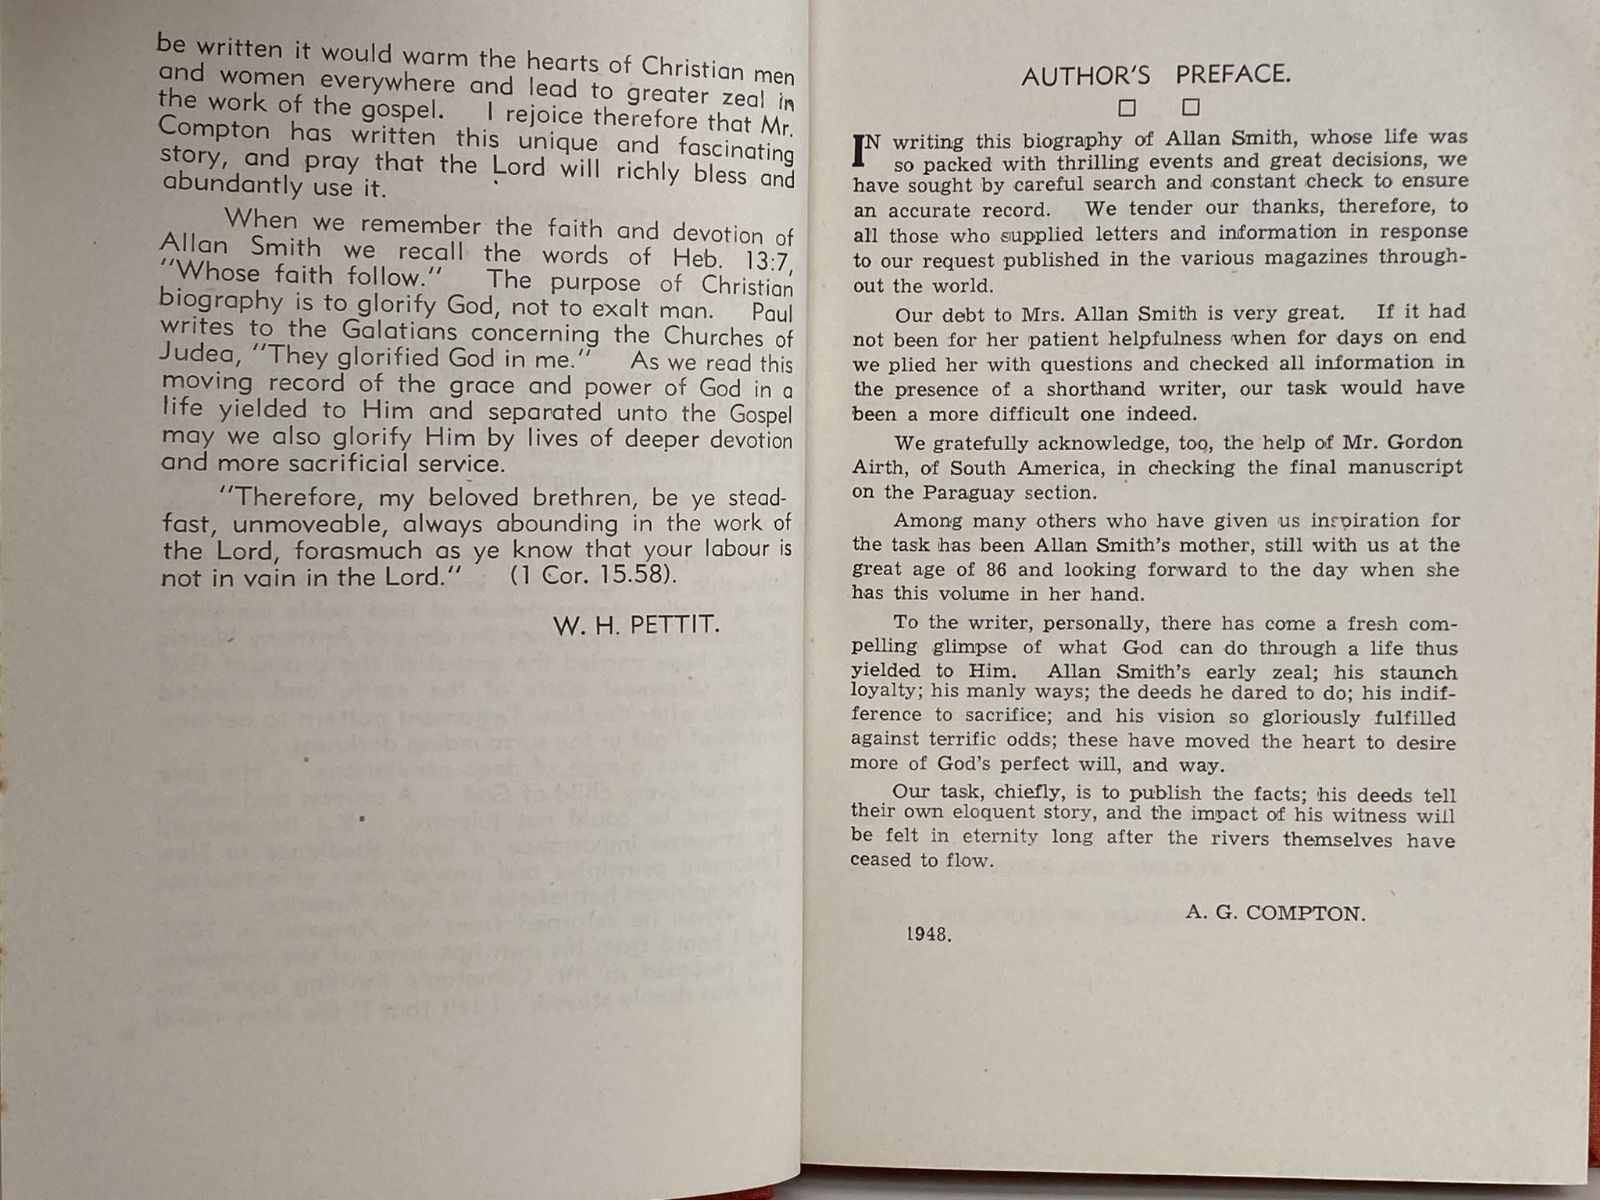 be written it would warm the hearts of Christian men
and women everywhere and lead to greater zeal in
the work of the gospel. I rejoice therefore that Mr.
Compton has written this unique and fascinating
story, and pray that the Lord will richly bless and
abundantly use it.
When we remember the faith and devotion of
Allan Smith we recall the words of Heb. 13:7,
"Whose faith follow." The purpose of Christian
biography is to glorify God, not to exalt man. Paul
writes to the Galatians concerning the Churches of
Judea, "They glorified God in me." As we read this
moving record of the grace and power of God in a
life yielded to Him and separated unto the Gospel
may we also glorify Him by lives of deeper devotion
and more sacrificial service.
"Therefore, my beloved brethren, be ye stead-
fast, unmoveable, always abounding in the work of
the Lord, forasmuch as ye know that your labour is
not in vain in the Lord." (1 Cor. 15.58).
W. H. PETTIT.
AUTHOR'S PREFACE.
IN writing this biography of Allan Smith, whose life was
so packed with thrilling events and great decisions, we
have sought by careful search and constant check to ensure
an accurate record. We tender our thanks, therefore, to
all those who supplied letters and information in response
to our request published in the various magazines through-
out the world.
Our debt to Mrs. Allan Smith is very great. If it had
not been for her patient helpfulness when for days on end
we plied her with questions and checked all information in
the presence of a shorthand writer, our task would have
been a more difficult one indeed.
We gratefully acknowledge, too, the help of Mr. Gordon
Airth, of South America, in checking the final manuscript
on the Paraguay section.
Among many others who have given us inspiration for
the task has been Allan Smith's mother, still with us at the
great age of 86 and looking forward to the day when she
has this volume in her hand.
To the writer, personally, there has come a fresh com-
pelling glimpse of what God can do through a life thus
yielded to Him. Allan Smith's early zeal; his staunch
loyalty; his manly ways; the deeds he dared to do; his indif-
ference to sacrifice; and his vision so gloriously fulfilled
against terrific odds; these have moved the heart to desire
more of God's perfect will, and way.
Our task, chiefly, is to publish the facts; his deeds tell
their own eloquent story, and the impact of his witness will
be felt in eternity long after the rivers themselves have
ceased to flow.
A. G. COMPTON.
1948.